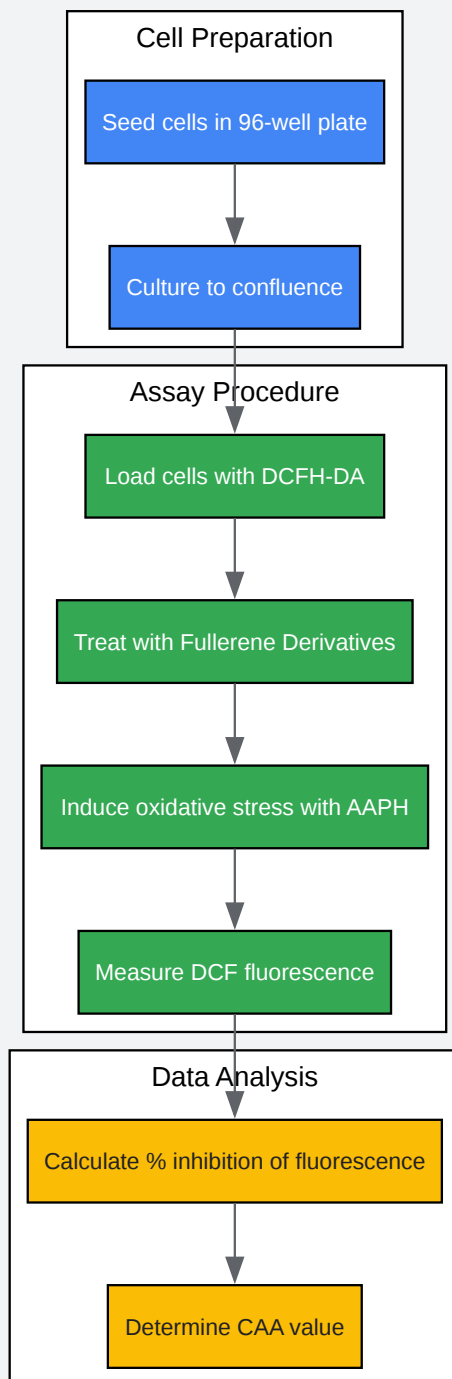 Cell Preparation
Seed cells in 96-well plate
Culture to confluence
Assay Procedure
Load cells with DCFH-DA
Treat with Fullerene Derivatives
Induce oxidative stress with AAPH
Measure DCF fluorescence
Data Analysis
Calculate % inhibition of fluorescence
Determine CAA value